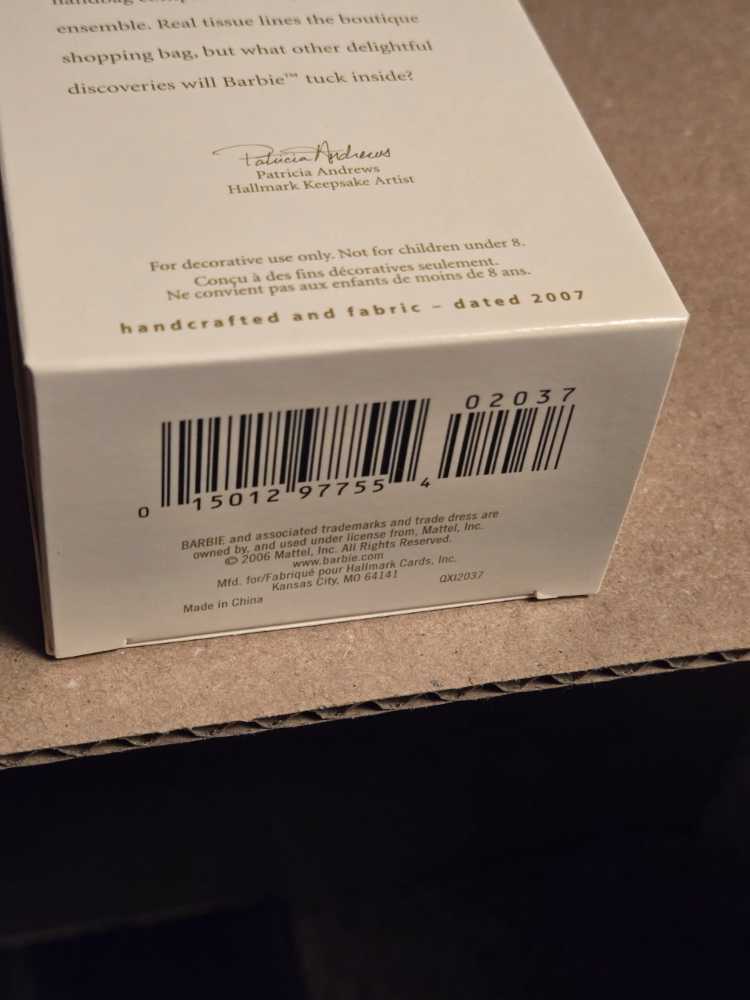 ensemble. Real tissue lines the boutique
shopping bag, but what other delightful
discoveries will Barbie™ tuck inside?
Patricia Andrews
Patricia Andrews
Hallmark Keepsake Artist
For decorative use only. Not for children under 8.
Conçu à des fins décoratives seulement.
Ne convient pas aux enfants de moins de 8 ans.
handcrafted and fabric – dated 2007
02037
0 15012 97755 4
BARBIE and associated trademarks and trade dress are
owned by, and used under license from, Mattel, Inc.
© 2006 Mattel, Inc. All Rights Reserved.
www.barbie.com
Mfd. for/Fabriqué pour Hallmark Cards, Inc.
Kansas City, MO 64141 QXI2037
Made in China